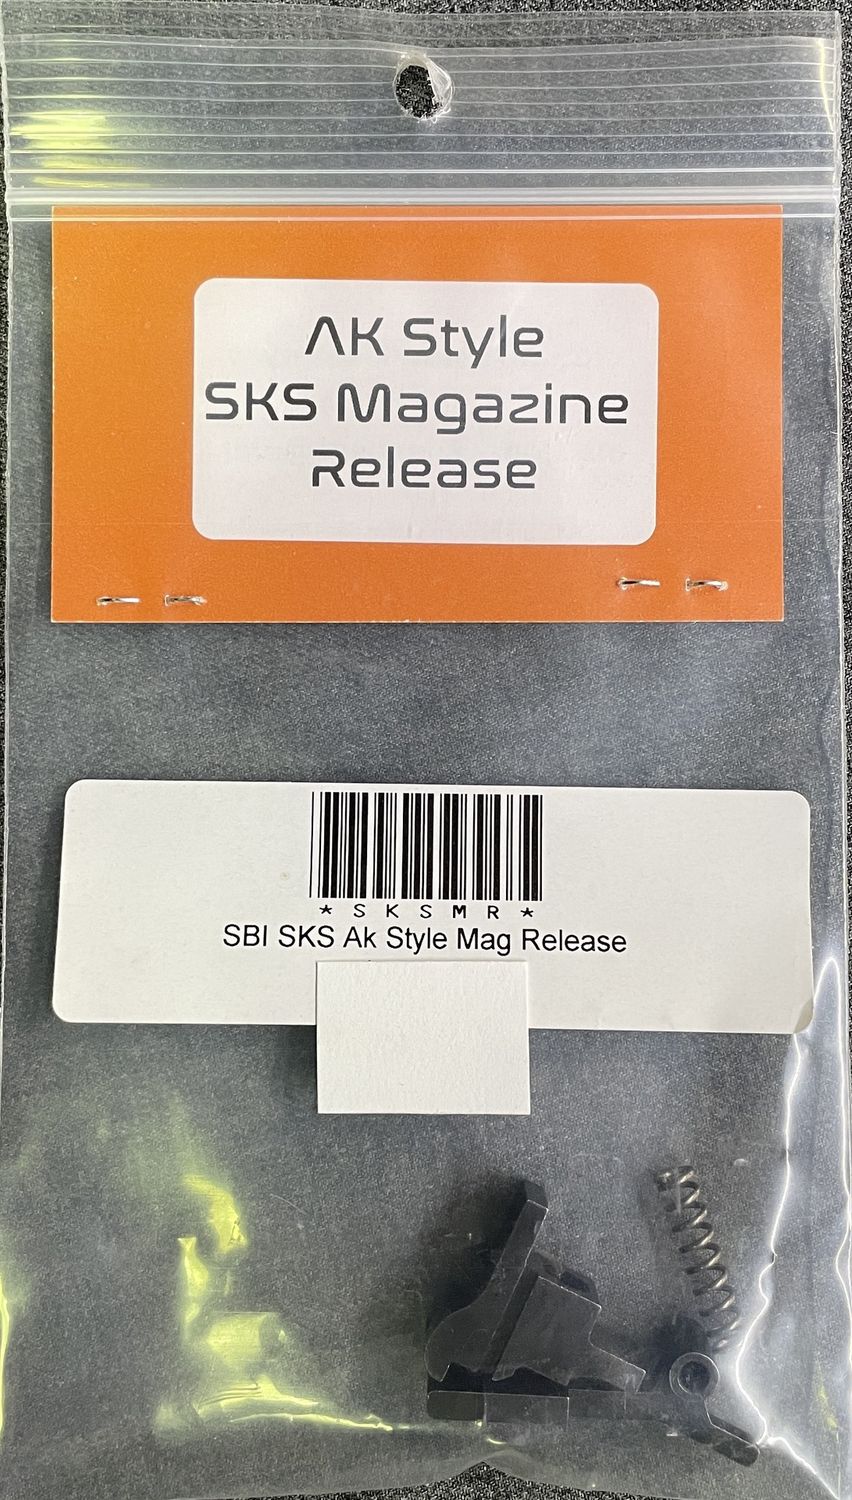 AK Style
SKS Magazine
Release
*SKSMR*
SBI SKS Ak Style Mag Release